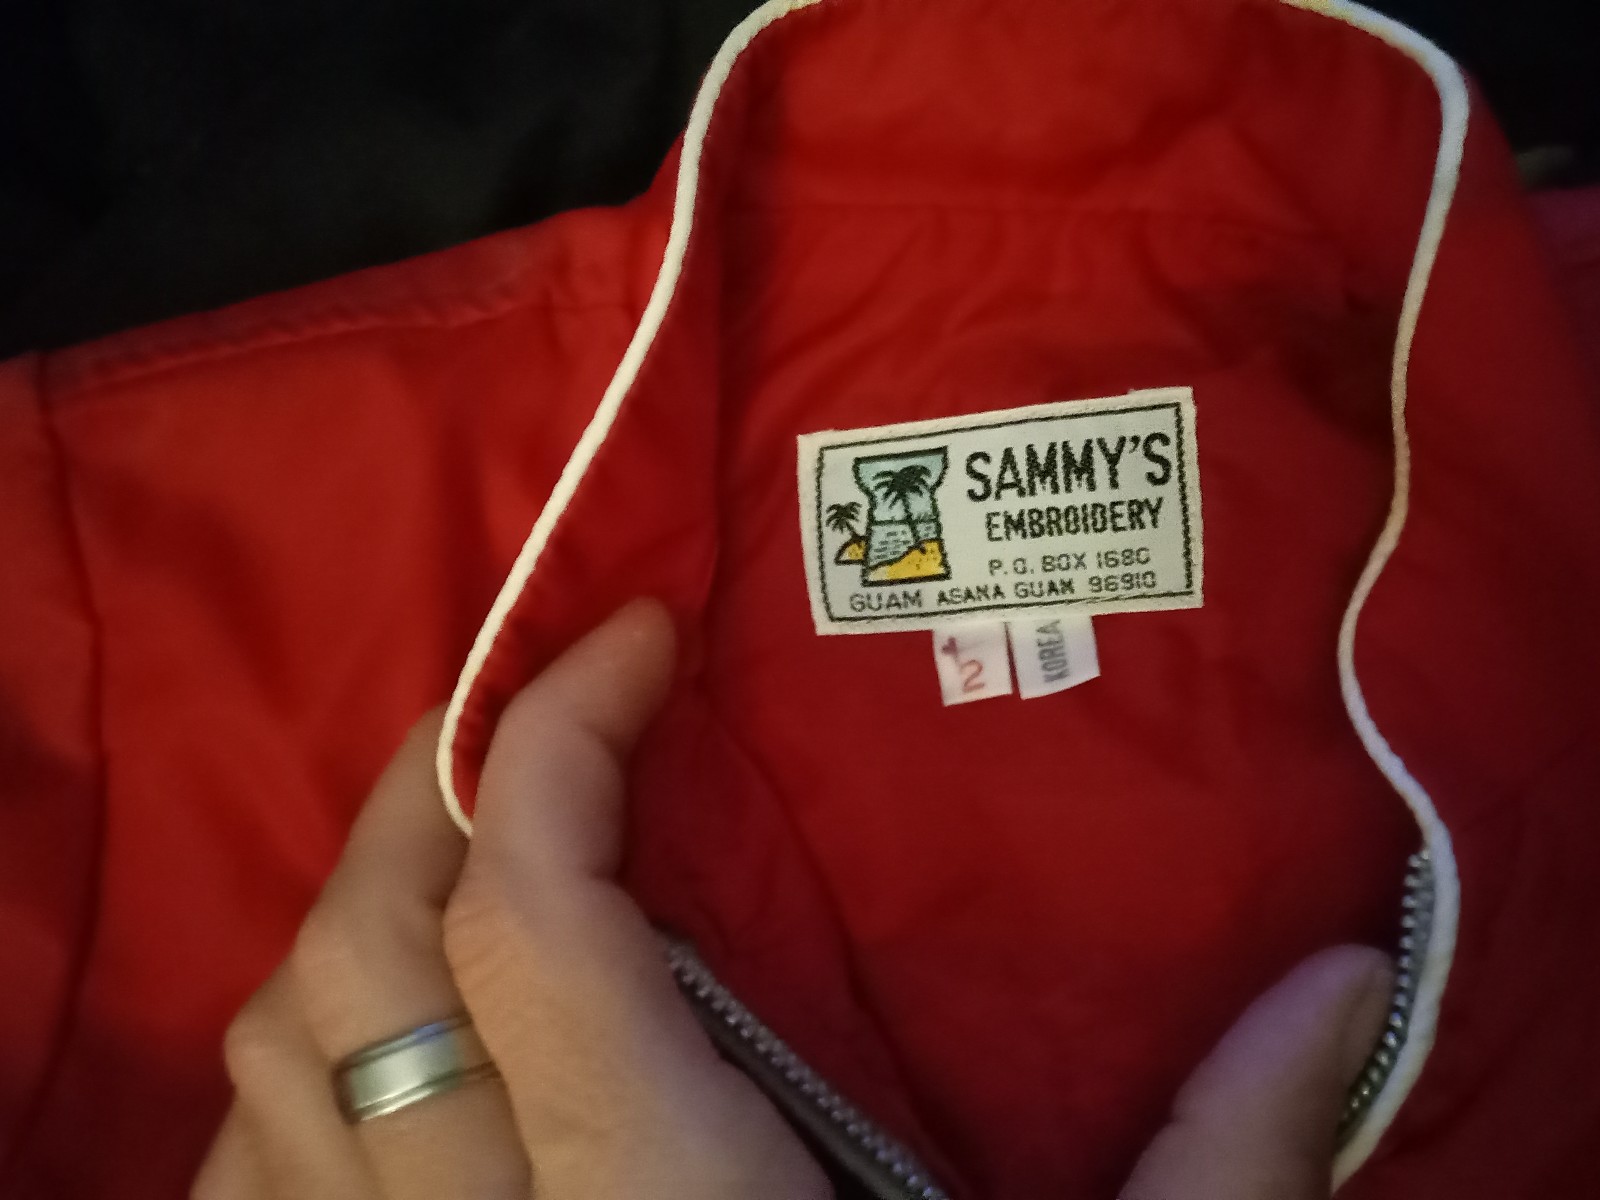 SAMMY'S
EMBROIDERY
P.O. BOX 1680
GUAM ASANA GUAM 96910
2
KOREA